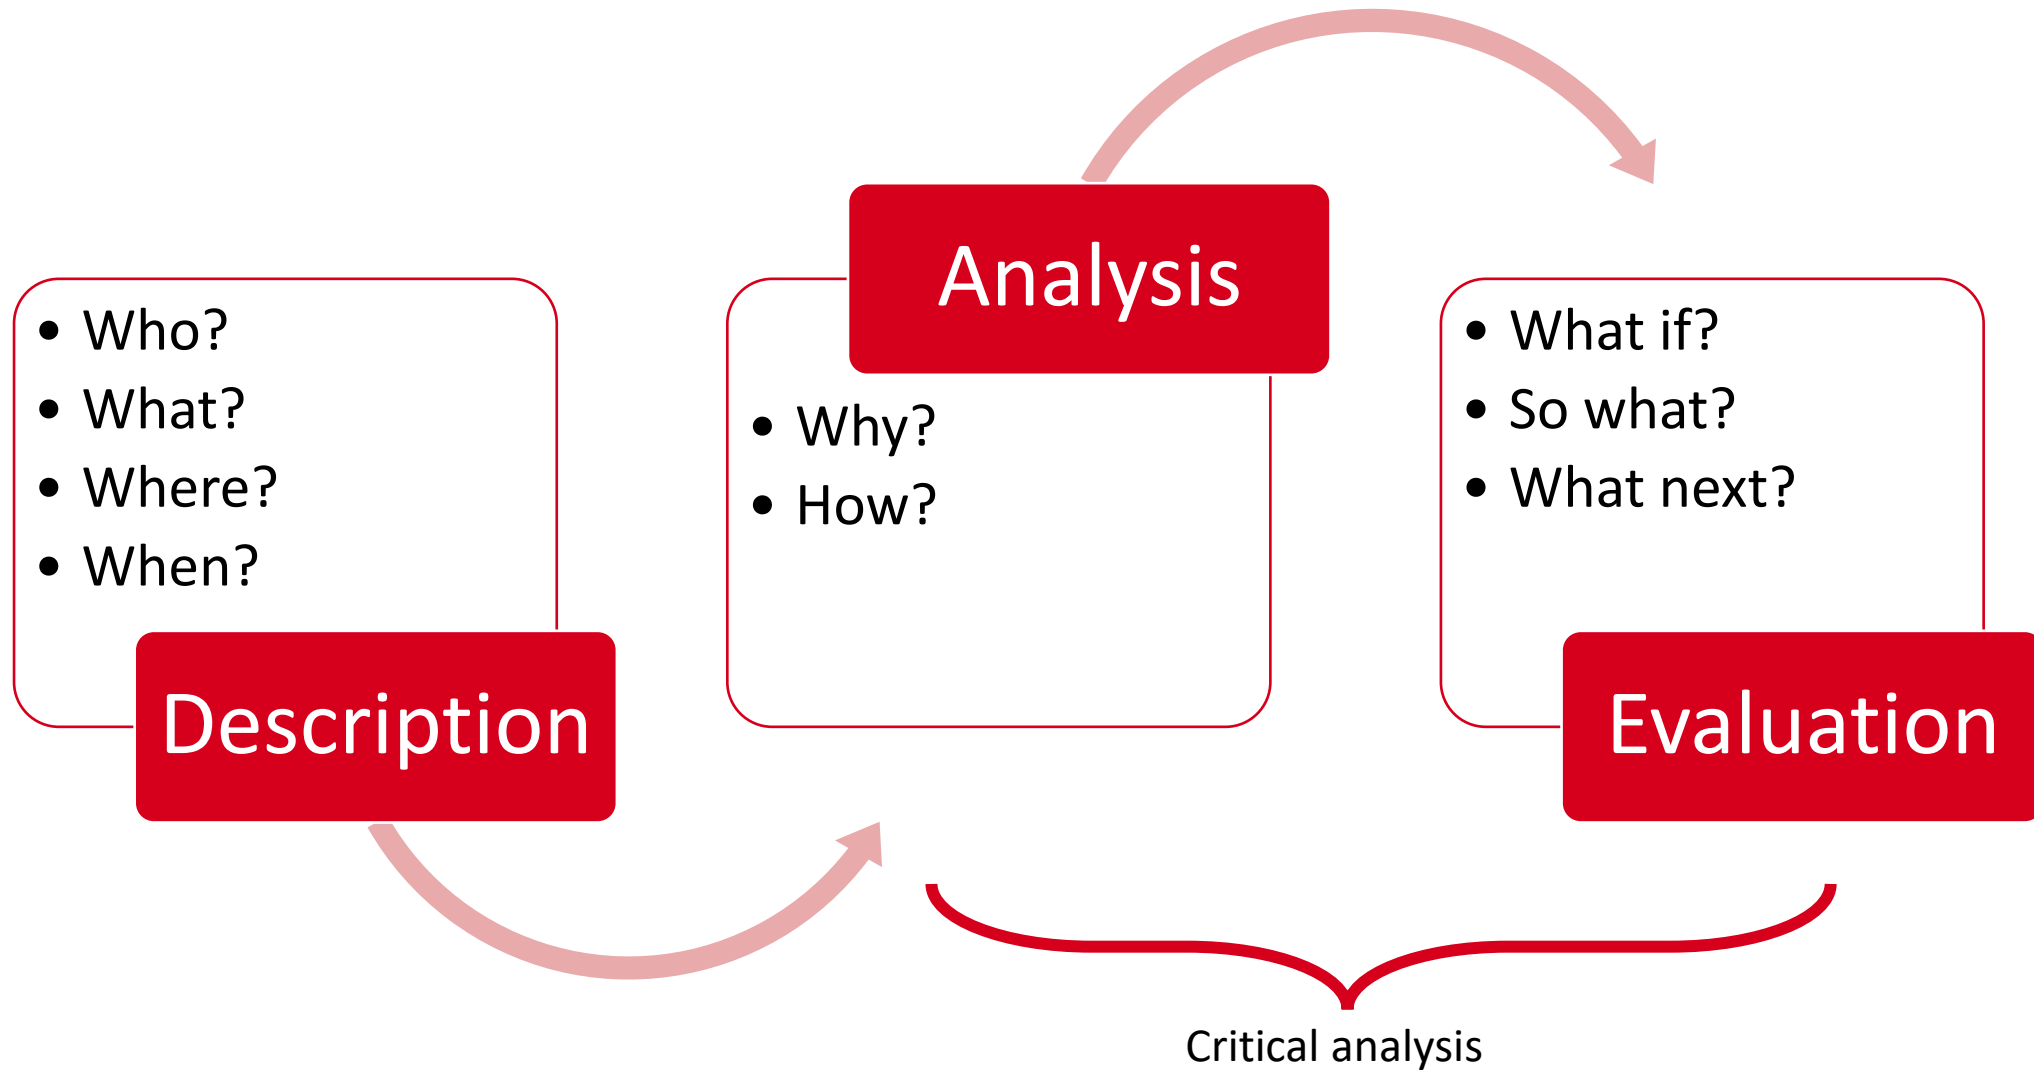 • Who?
• What?
• Where?
• When?
Description
Analysis
• Why?
• How?
• What if?
• So what?
• What next?
Evaluation
Critical analysis